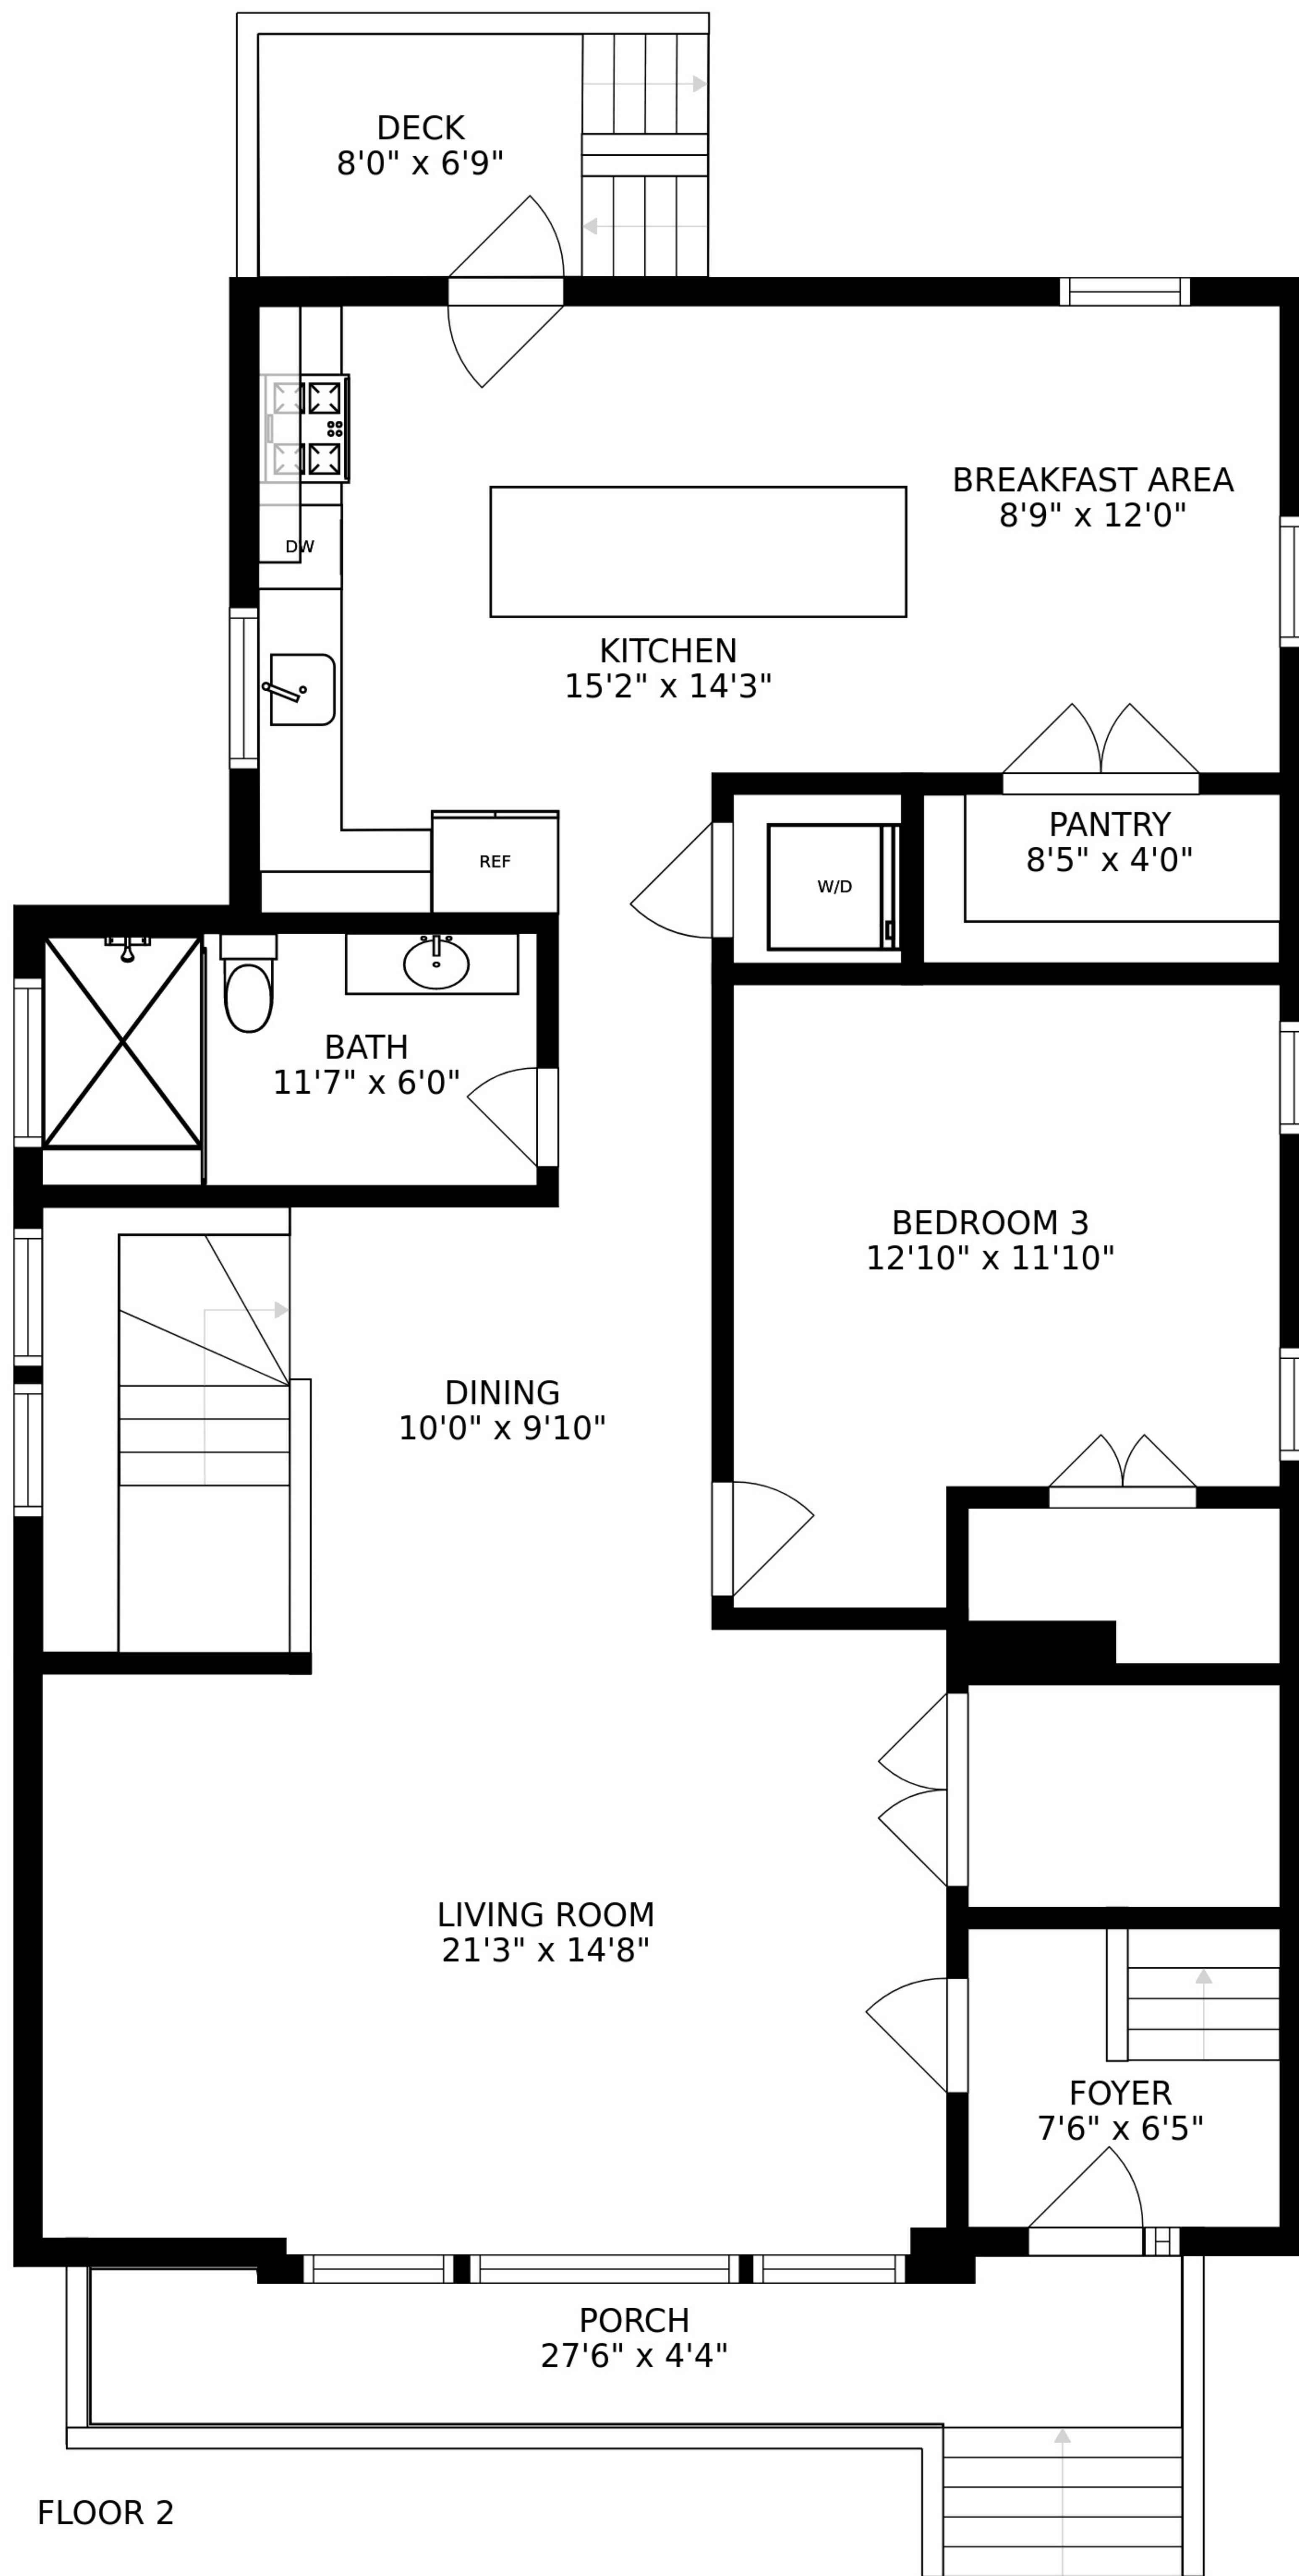 DECK
8'0" x 6'9"
BREAKFAST AREA
8'9" x 12'0"
DW
KITCHEN
15'2" x 14'3"
PANTRY
8'5" x 4'0"
REF
W/D
BATH
11'7" x 6'0"
BEDROOM 3
12'10" x 11'10"
DINING
10'0" x 9'10"
LIVING ROOM
21'3" x 14'8"
FOYER
7'6" x 6'5"
PORCH
27'6" x 4'4"
FLOOR 2